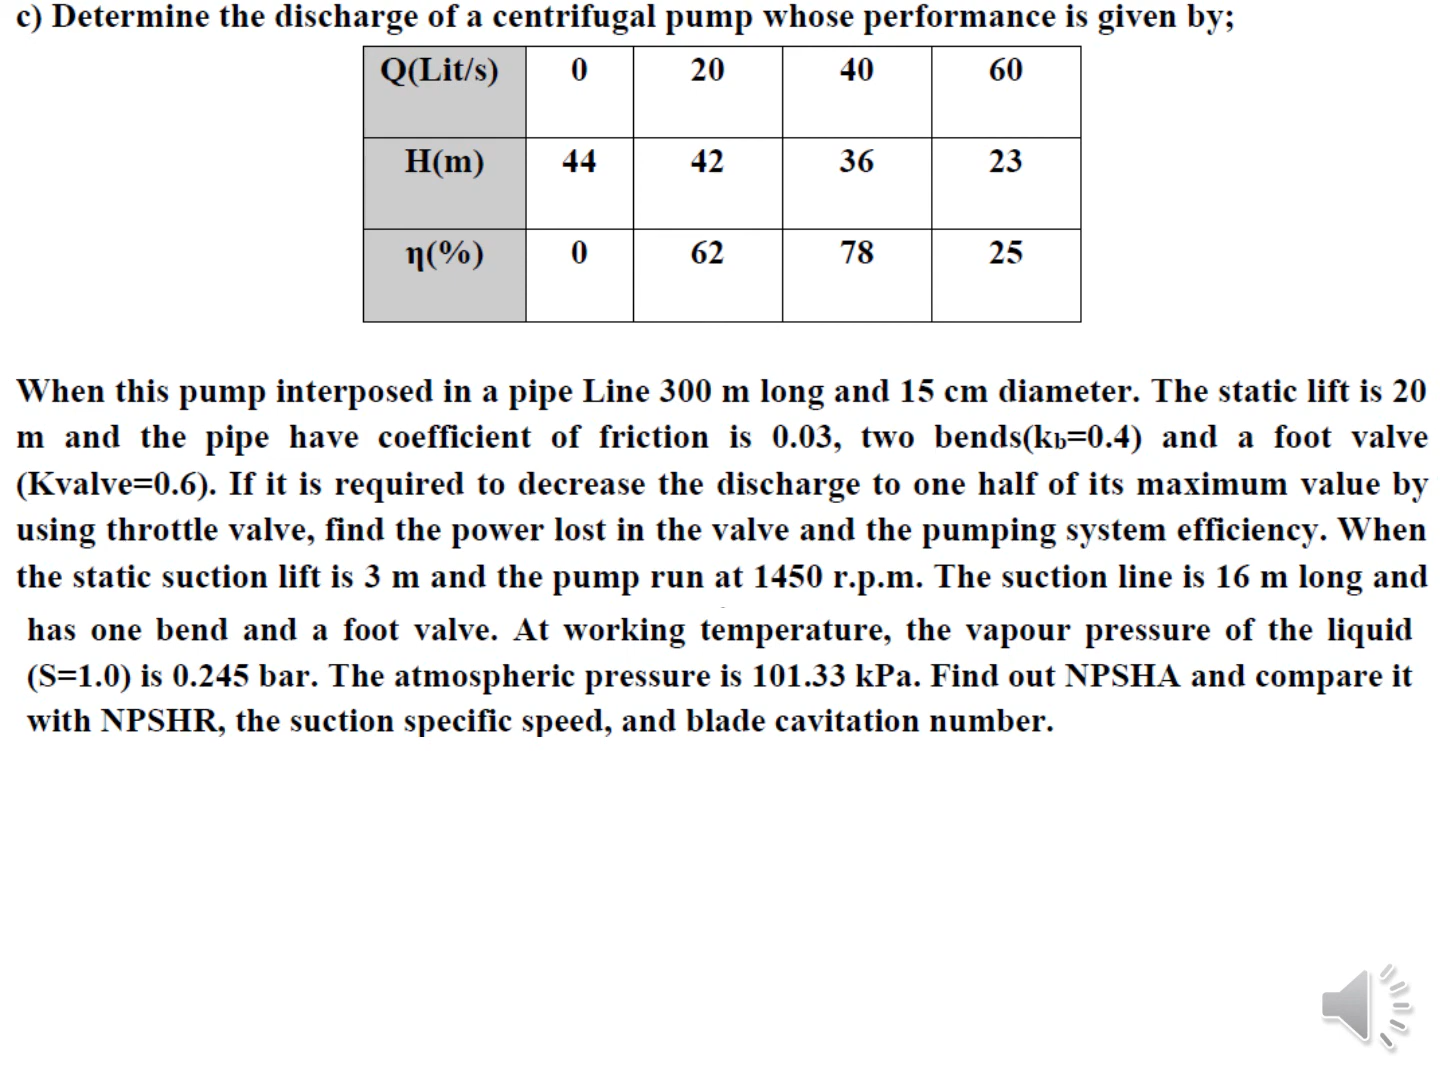 c) Determine the discharge of a centrifugal pump whose performance is given by;
Q(Lit/s) 0 20 40 60
H(m) 44 42 36 23
η(%) 0 62 78 25
When this pump interposed in a pipe Line 300 m long and 15 cm diameter. The static lift is 20
m and the pipe have coefficient of friction is 0.03, two bends(kb=0.4) and a foot valve
(Kvalve=0.6). If it is required to decrease the discharge to one half of its maximum value by
using throttle valve, find the power lost in the valve and the pumping system efficiency. When
the static suction lift is 3 m and the pump run at 1450 r.p.m. The suction line is 16 m long and
has one bend and a foot valve. At working temperature, the vapour pressure of the liquid
(S=1.0) is 0.245 bar. The atmospheric pressure is 101.33 kPa. Find out NPSHA and compare it
with NPSHR, the suction specific speed, and blade cavitation number.